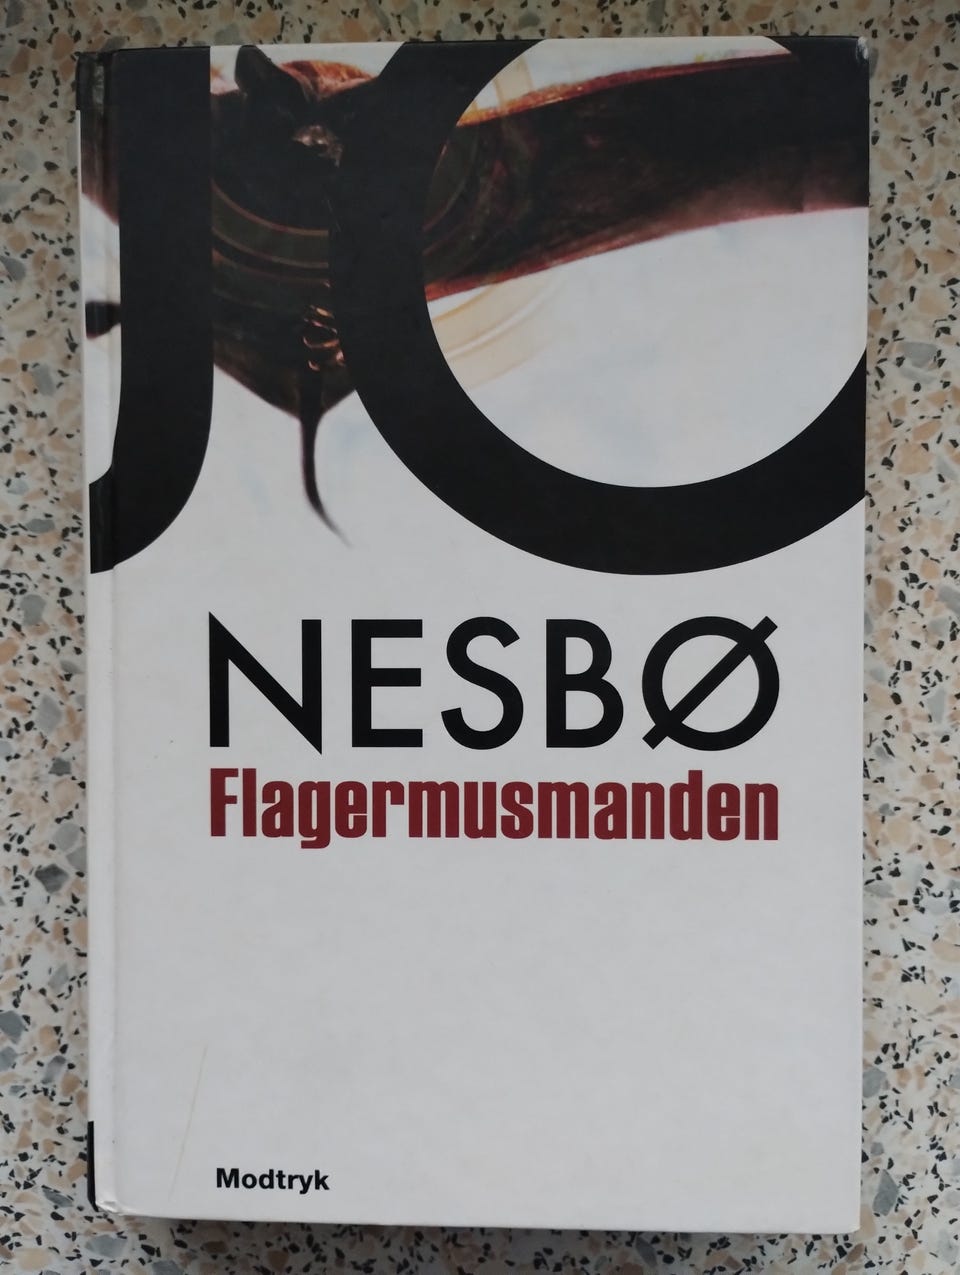 JO
NESBØ
Flagermusmanden
Modtryk